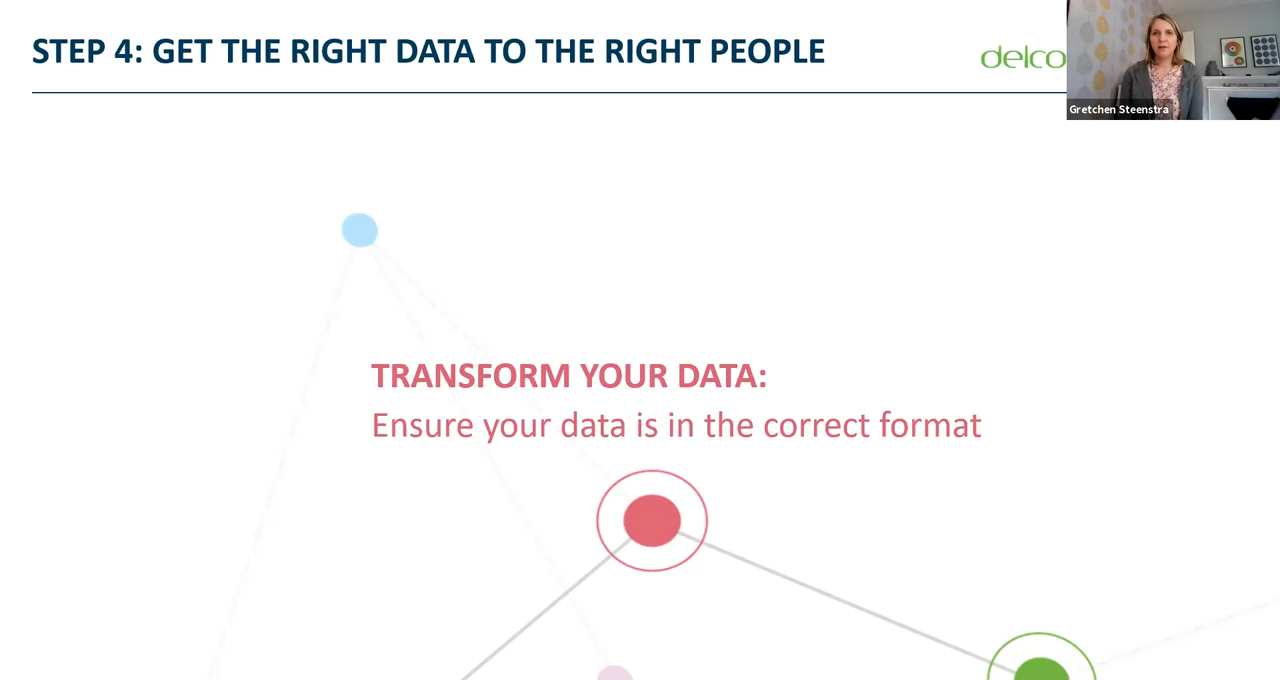 STEP 4: GET THE RIGHT DATA TO THE RIGHT PEOPLE
delco
Gretchen Steenstra
TRANSFORM YOUR DATA:
Ensure your data is in the correct format